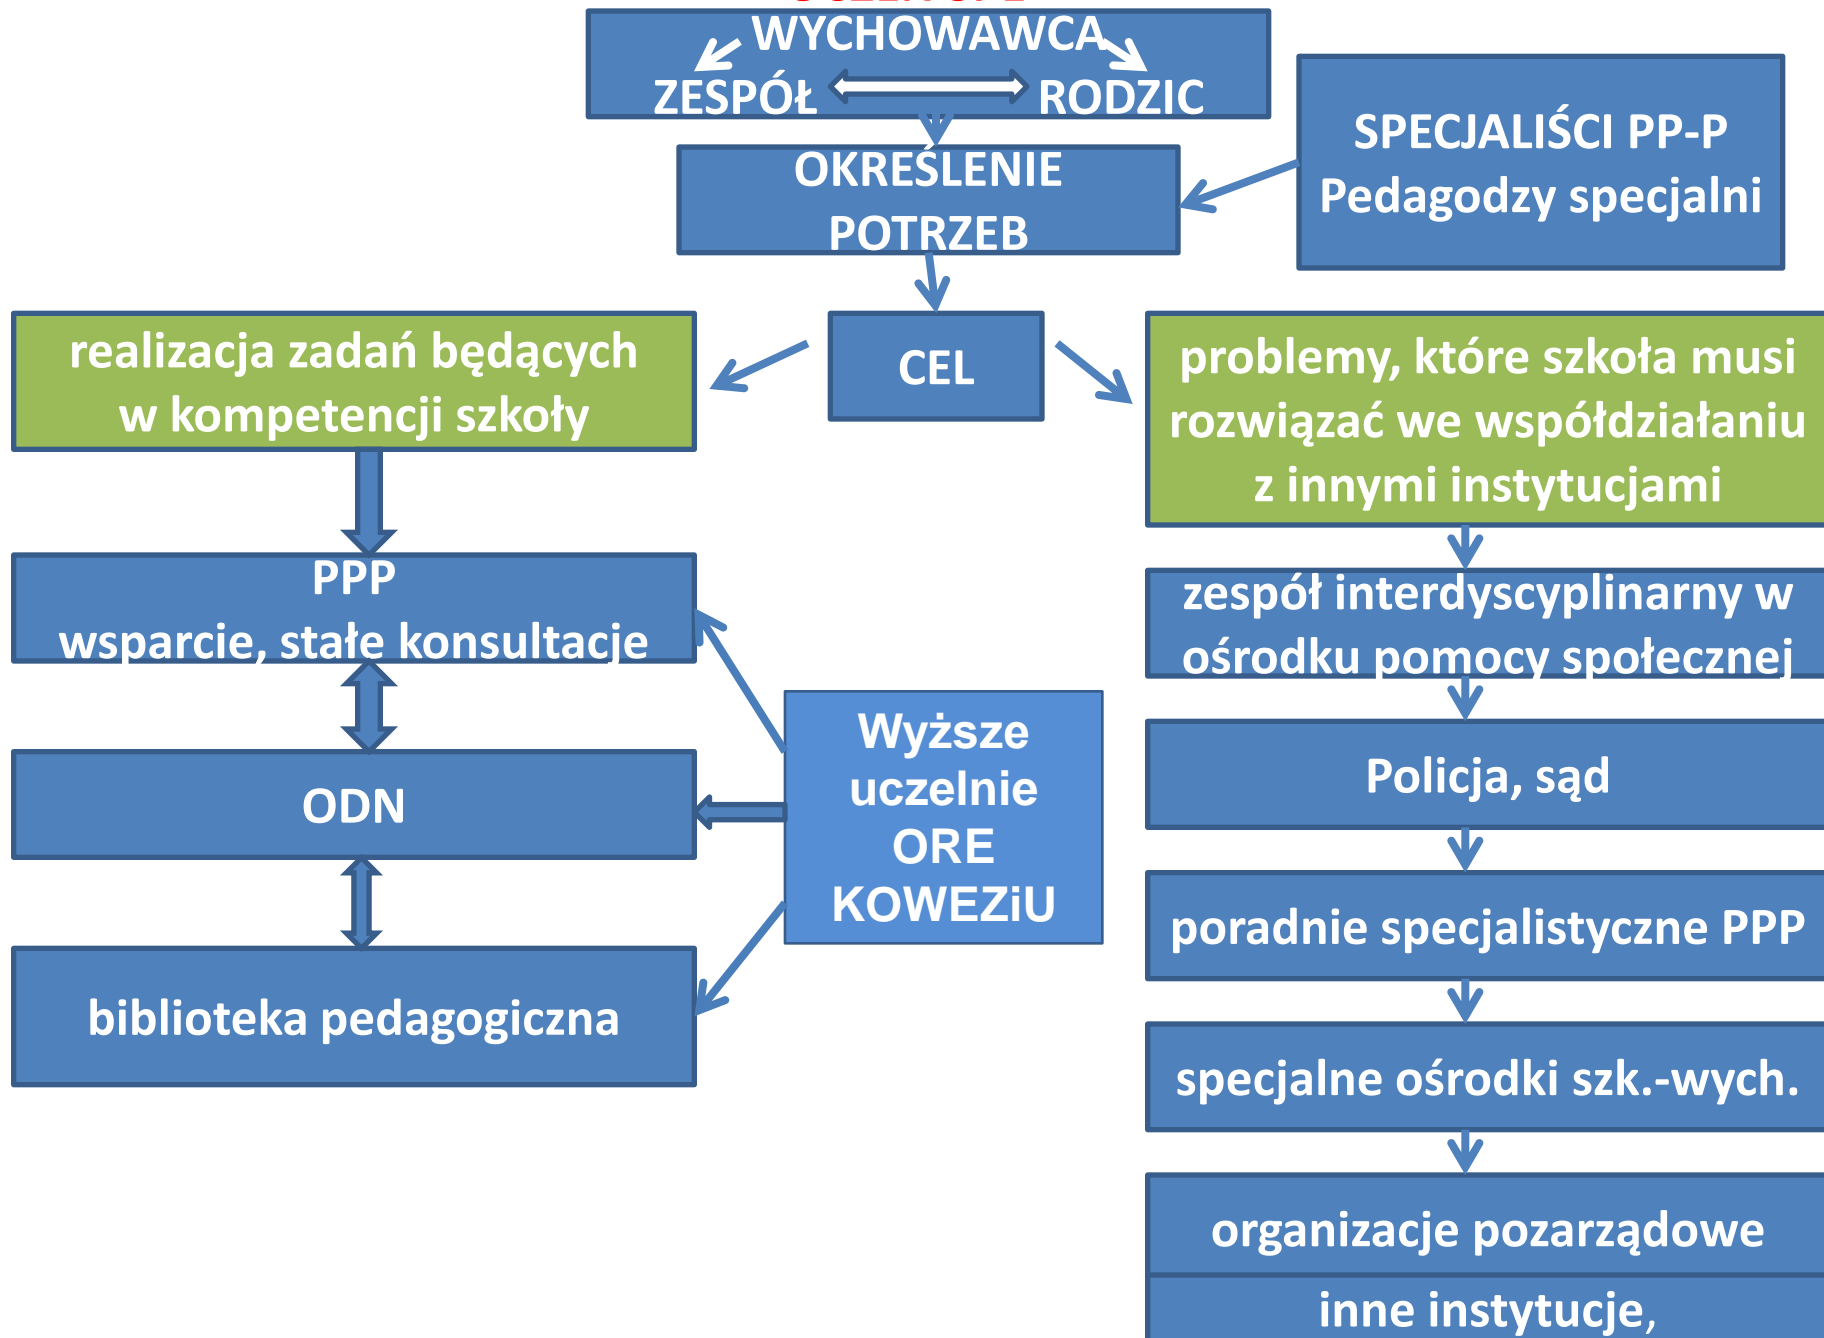 WYCHOWAWCA
ZESPÓŁ RODZIC
SPECJALIŚCI PP-P
Pedagodzy specjalni
OKREŚLENIE
POTRZEB
CEL
realizacja zadań będących
w kompetencji szkoły
problemy, które szkoła musi
rozwiązać we współdziałaniu
z innymi instytucjami
PPP
wsparcie, stałe konsultacje
ODN
biblioteka pedagogiczna
Wyższe
uczelnie
ORE
KOWEZiU
zespół interdyscyplinarny w
ośrodku pomocy społecznej
Policja, sąd
poradnie specjalistyczne PPP
specjalne ośrodki szk.-wych.
organizacje pozarządowe
inne instytucje,